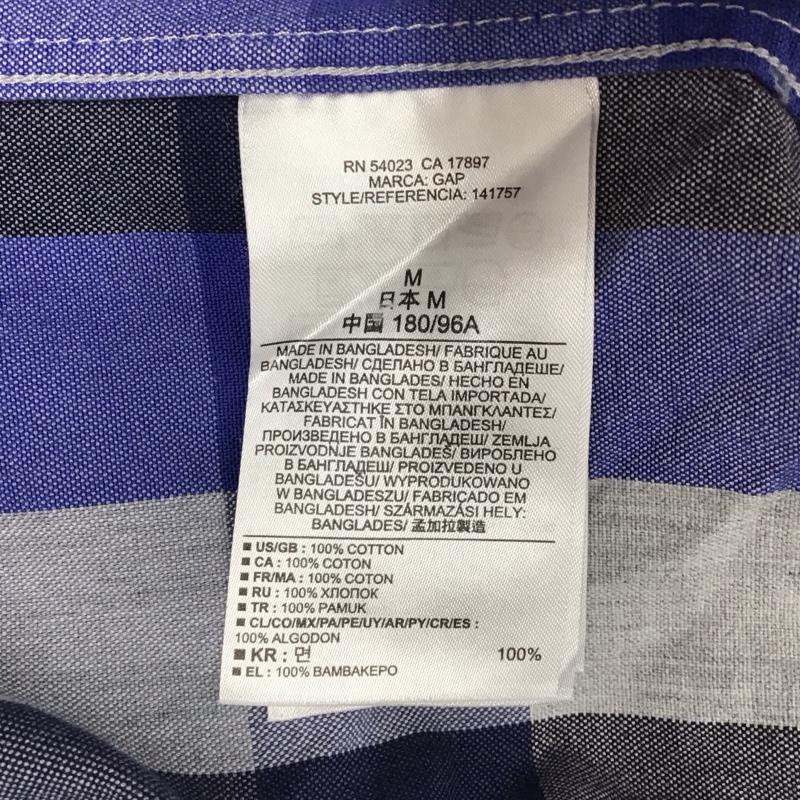 RN 54023 CA 17897
MARCA: GAP
STYLE/REFERENCIA: 141757
M
日本 M
中国 180/96A
MADE IN BANGLADESH/ FABRIQUE AU
BANGLADESH/ СДЕЛАНО В БАНГЛАДЕШЕ/
MADE IN BANGLADES/ HECHO EN
BANGLADESH CON TELA IMPORTADA/
ΚΑΤΑΣΚΕΥΑΣΤΗΚΕ ΣΤΟ ΜΠΑΝΓΚΛΑΝΤΕΣ/
FABRICAT ÎN BANGLADESH/
ПРОИЗВЕДЕНО В БАНГЛАДЕШ/ ZEMLJA
PROIZVODNJE BANGLADEŠ/ ВИРОБЛЕНО
В БАНГЛАДЕШ/ PROIZVEDENO U
BANGLADEŠU/ WYPRODUKOWANO
W BANGLADESZU/ FABRICADO EM
BANGLADESH/ SZÁRMAZÁSI HELY:
BANGLADES/ 孟加拉製造
■ US/GB : 100% COTTON
■ CA : 100% COTON
■ FR/MA : 100% COTON
■ RU : 100% ХЛОПОК
■ TR : 100% PAMUK
■ CL/CO/MX/PA/PE/UY/AR/PY/CR/ES :
100% ALGODON
■ KR : 면 100%
■ EL : 100% ΒΑΜΒΑΚΕΡΟ